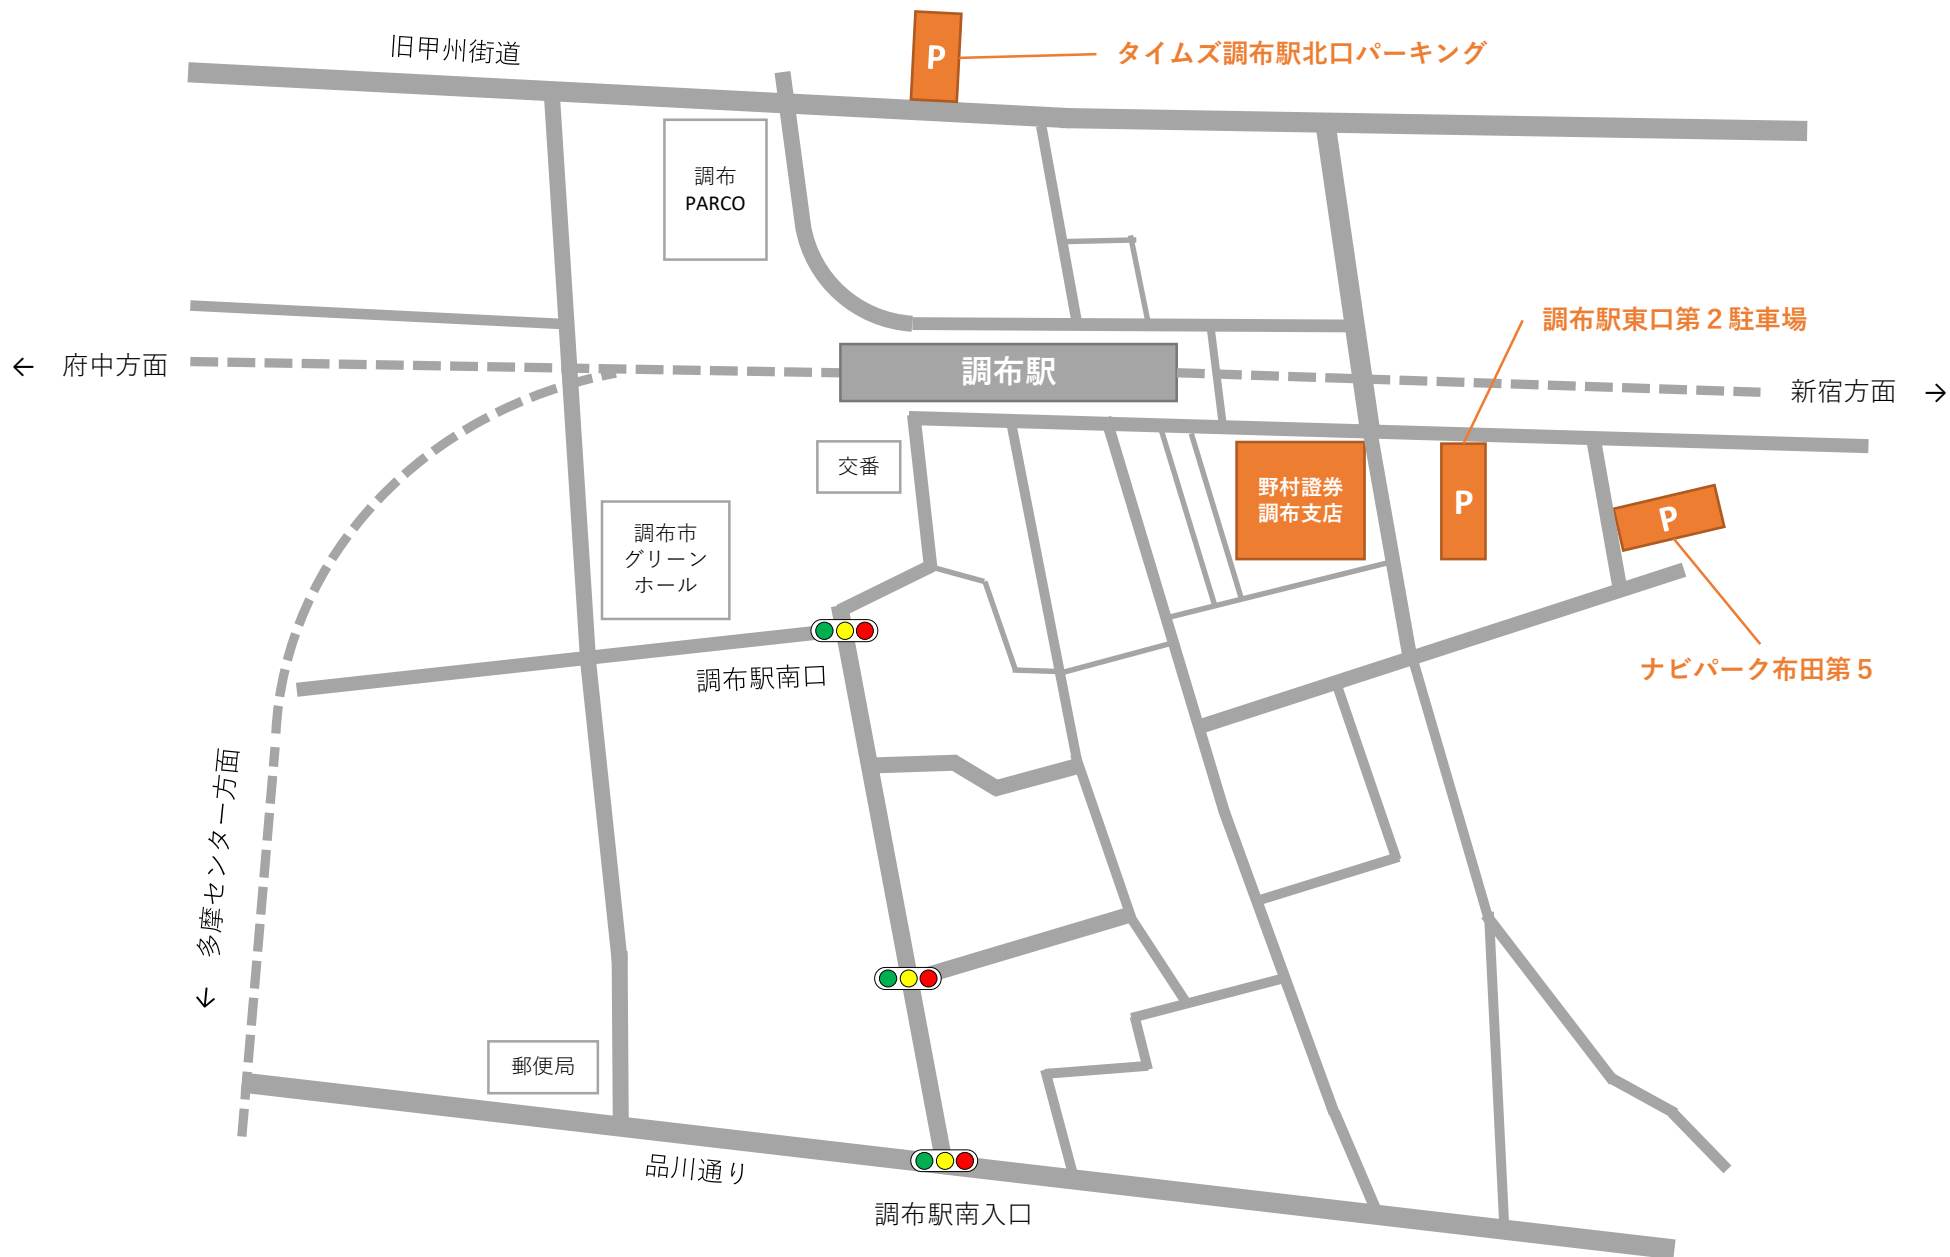 旧甲州街道
P
タイムズ調布駅北口パーキング
調布
PARCO
調布駅東口第2駐車場
← 府中方面
調布駅
新宿方面 →
交番
野村證券
調布支店
P
P
調布市
グリーン
ホール
調布駅南口
ナビパーク布田第5
← 多摩センター方面
郵便局
品川通り
調布駅南入口